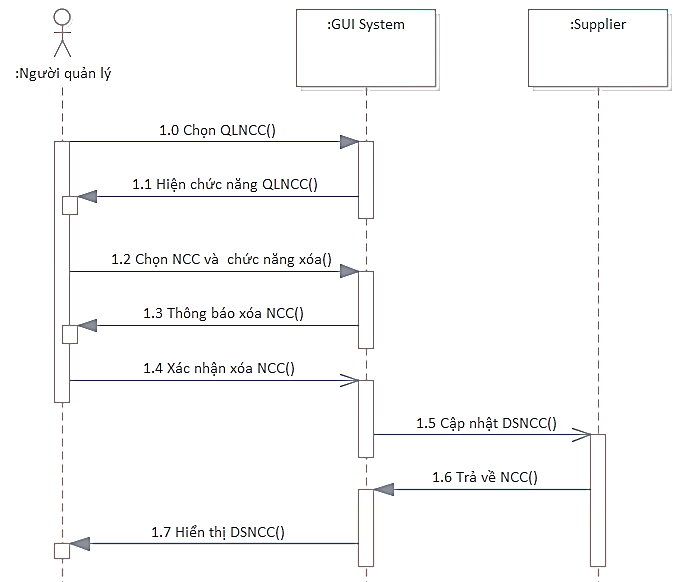 :GUI System
:Supplier
:Người quản lý
1.0 Chọn QLNCC()
1.1 Hiện chức năng QLNCC()
1.2 Chọn NCC và  chức năng xóa()
1.3 Thông báo xóa NCC()
1.4 Xác nhận xóa NCC()
1.5 Cập nhật DSNCC()
1.6 Trả về NCC()
1.7 Hiển thị DSNCC()